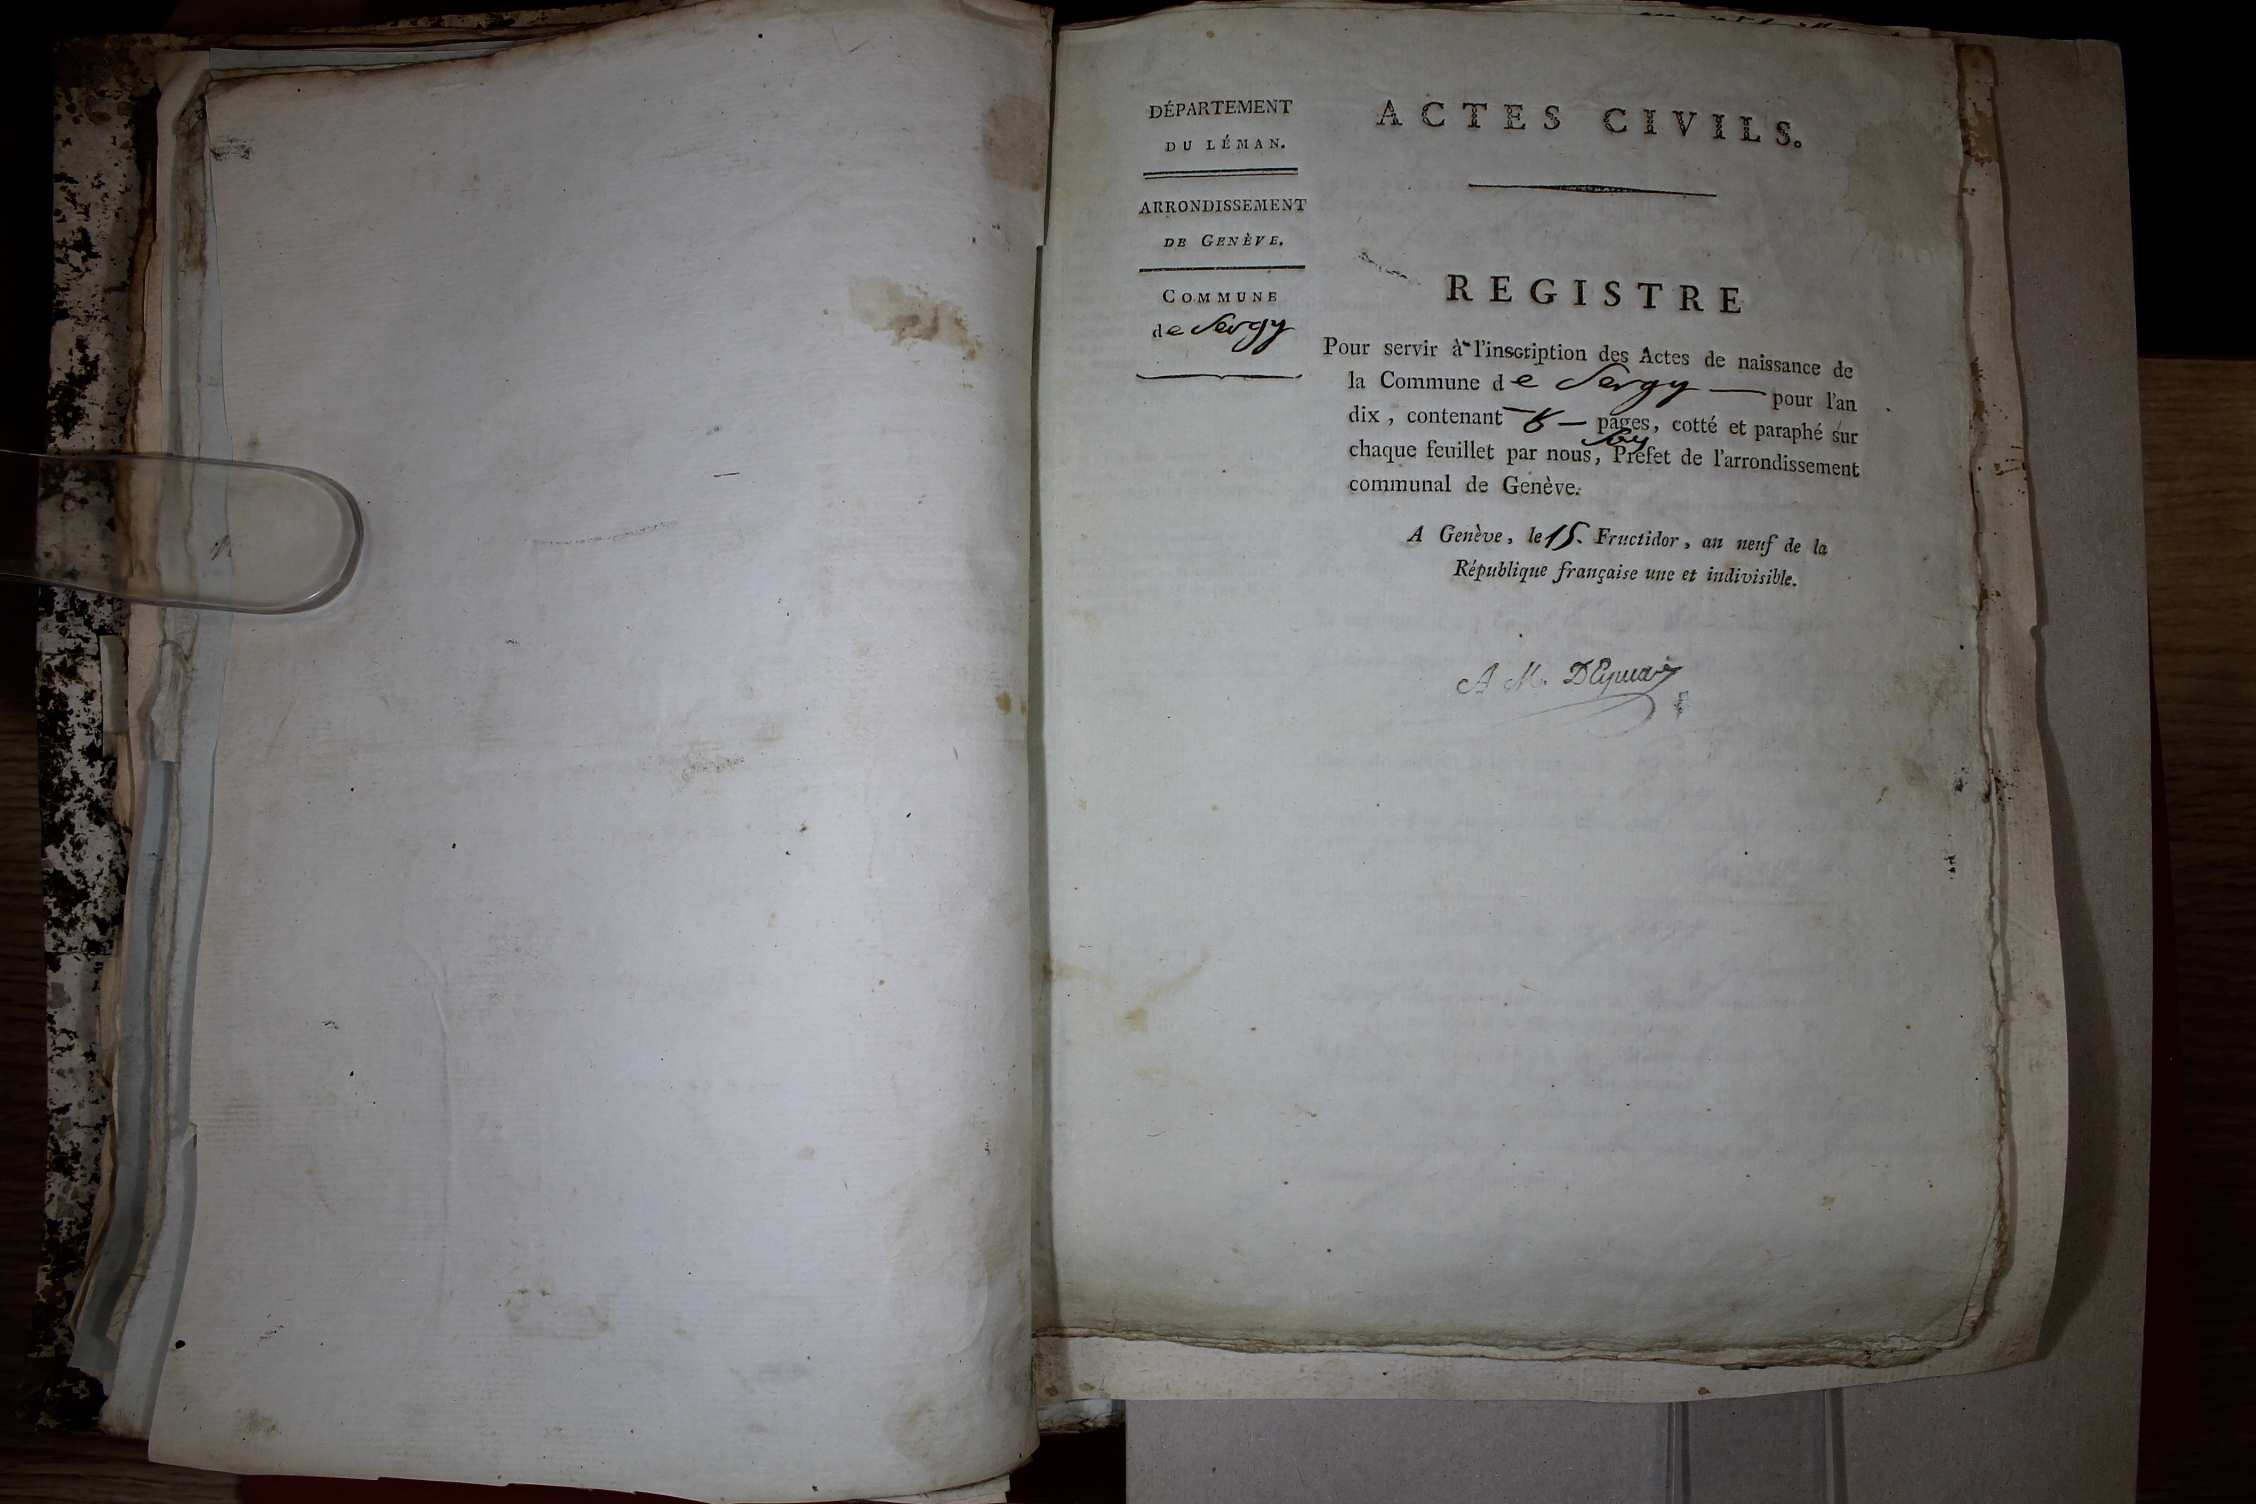 DÉPARTEMENT
DU LÉMAN.
ARRONDISSEMENT
DE GENÈVE.
COMMUNE
de Sergy
ACTES CIVILS.
REGISTRE
Pour servir à l'inscription des Actes de naissance de
la Commune de Sergy — pour l'an
dix, contenant — 8 — pages, cotté et paraphé sur
chaque feuillet par nous, Préfet de l'arrondissement
communal de Genève.
A Genève, le 15. Fructidor, an neuf de la
République française une et indivisible.
A M. DEpinay